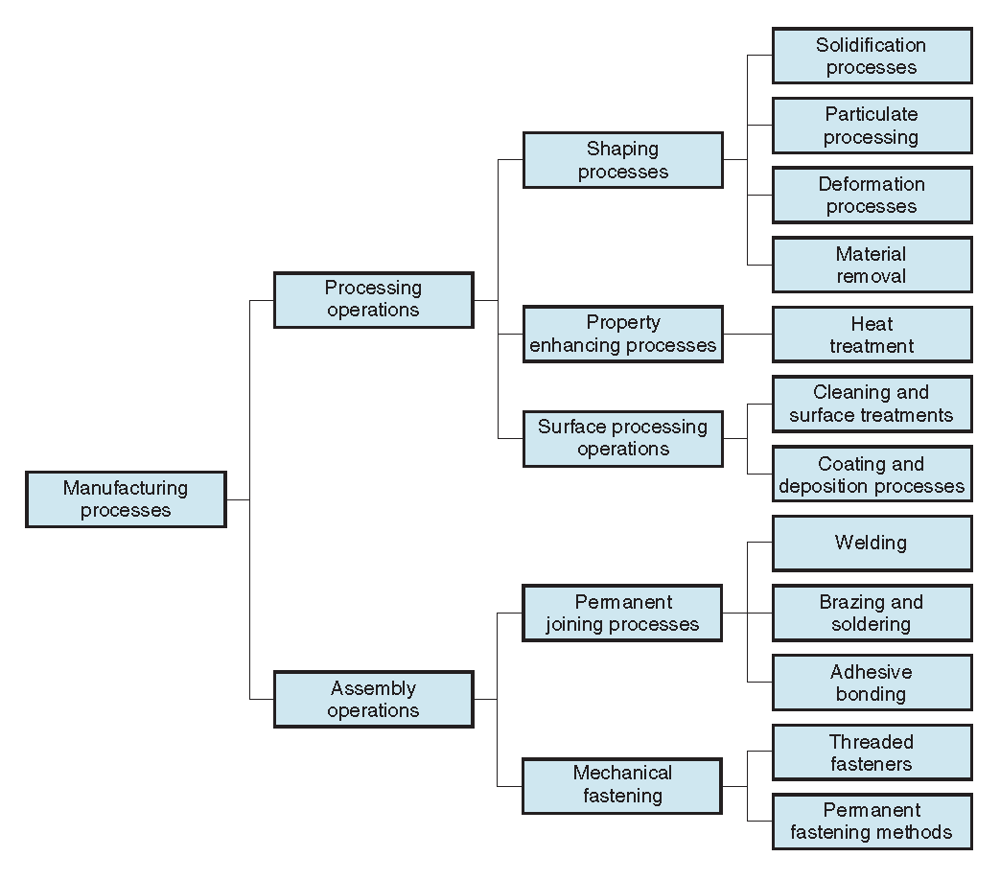 Solidification
processes
Particulate
processing
Shaping
processes
Deformation
processes
Material
removal
Processing
operations
Property
enhancing processes
Heat
treatment
Cleaning and
surface treatments
Surface processing
operations
Coating and
deposition processes
Manufacturing
processes
Welding
Permanent
joining processes
Brazing and
soldering
Adhesive
bonding
Assembly
operations
Threaded
fasteners
Mechanical
fastening
Permanent
fastening methods